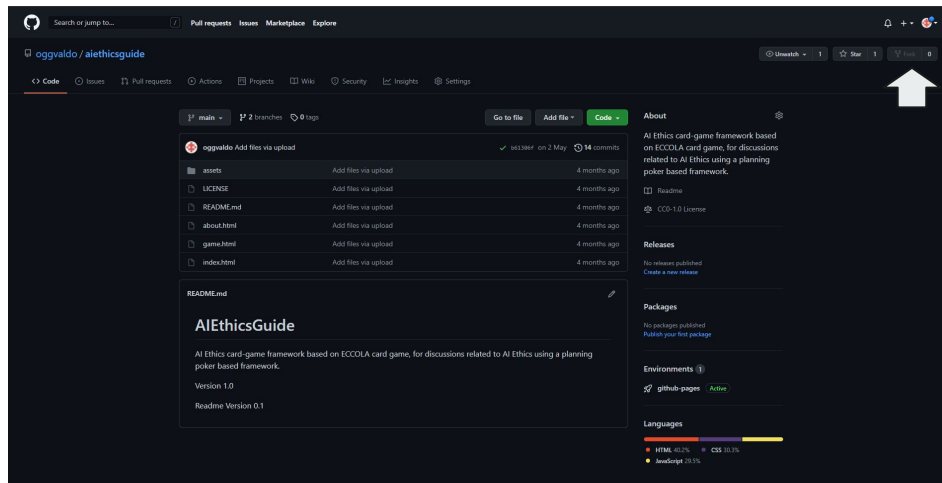 Search or jump to...
/
Pull requests Issues Marketplace Explore
oggvaldo / aiethicsguide
Unwatch 1
Star 1
Fork 0
Code Issues Pull requests Actions Projects Wiki Security Insights Settings
main 2 branches 0 tags
Go to file Add file Code
oggvaldo Add files via upload on 2 May 14 commits
assets Add files via upload 4 months ago
LICENSE Add files via upload 4 months ago
README.md Add files via upload 4 months ago
about.html Add files via upload 4 months ago
game.html Add files via upload 4 months ago
index.html Add files via upload 4 months ago
README.md
AIEthicsGuide
AI Ethics card-game framework based on ECCOLA card game, for discussions related to AI Ethics using a planning
poker based framework.
Version 1.0
Readme Version 0.1
About
AI Ethics card-game framework based
on ECCOLA card game, for discussions
related to AI Ethics using a planning
poker based framework.
Readme
CC0-1.0 License
Releases
No releases published
Create a new release
Packages
No packages published
Publish your first package
Environments 1
github-pages Active
Languages
HTML 40.2% CSS 30.3%
JavaScript 29.5%